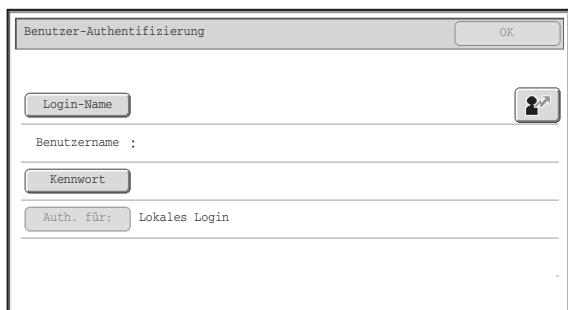 Benutzer-Authentifizierung OK
Login-Name
Benutzername :
Kennwort
Auth. für: Lokales Login